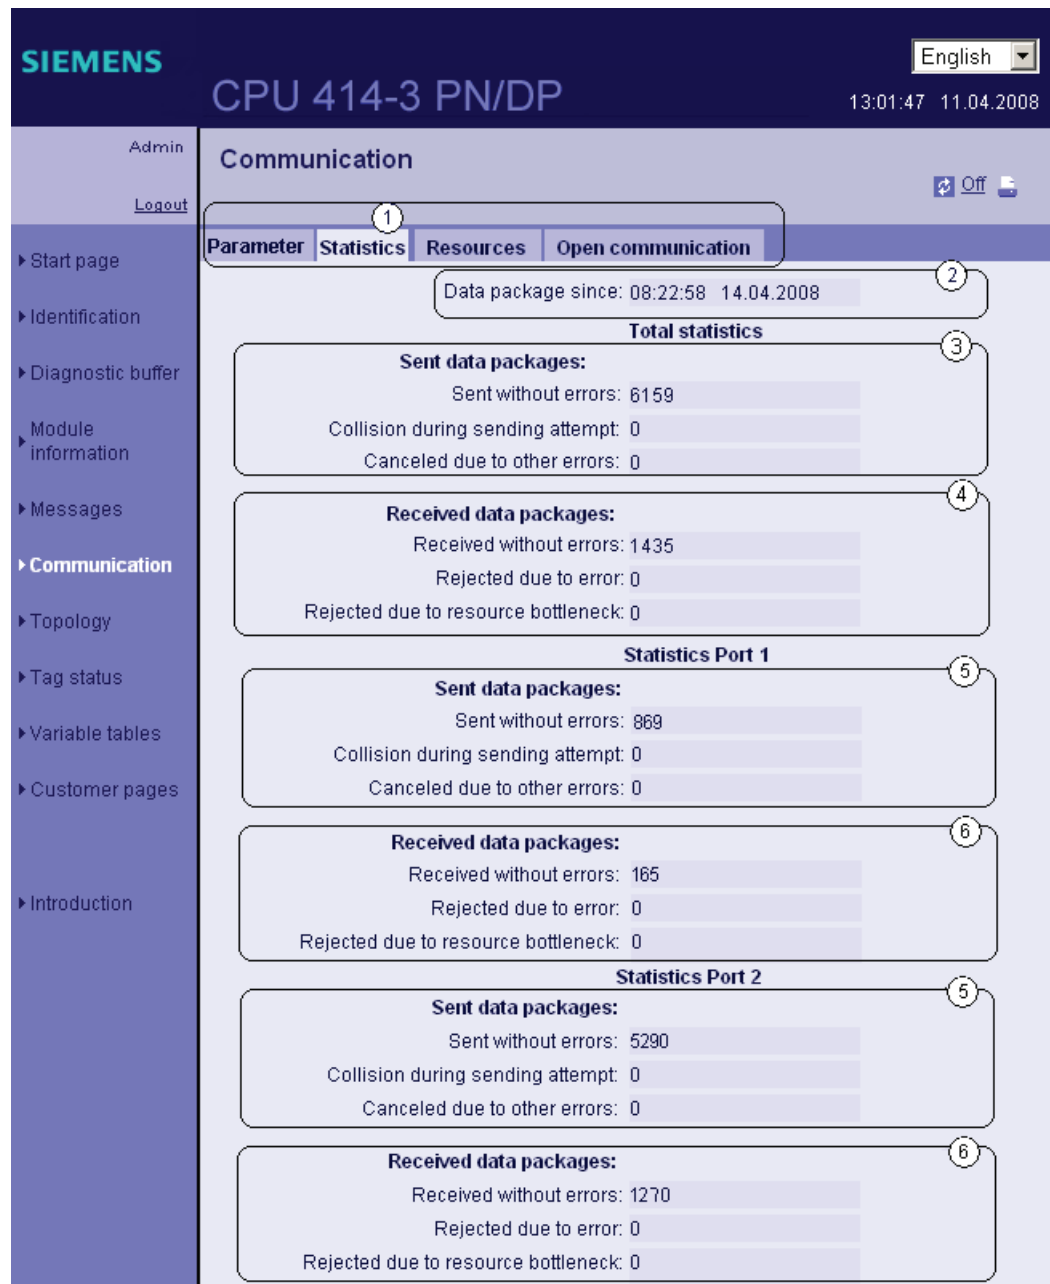 SIEMENS
English
CPU 414-3 PN/DP
13:01:47 11.04.2008
Admin
Logout
Communication
Off
1
Parameter Statistics Resources Open communication
Start page
Identification
Diagnostic buffer
Module
information
Messages
Communication
Topology
Tag status
Variable tables
Customer pages
Introduction
2
Data package since: 08:22:58 14.04.2008
Total statistics
3
Sent data packages:
Sent without errors: 6159
Collision during sending attempt: 0
Canceled due to other errors: 0
4
Received data packages:
Received without errors: 1435
Rejected due to error: 0
Rejected due to resource bottleneck: 0
Statistics Port 1
5
Sent data packages:
Sent without errors: 869
Collision during sending attempt: 0
Canceled due to other errors: 0
6
Received data packages:
Received without errors: 165
Rejected due to error: 0
Rejected due to resource bottleneck: 0
Statistics Port 2
5
Sent data packages:
Sent without errors: 5290
Collision during sending attempt: 0
Canceled due to other errors: 0
6
Received data packages:
Received without errors: 1270
Rejected due to error: 0
Rejected due to resource bottleneck: 0